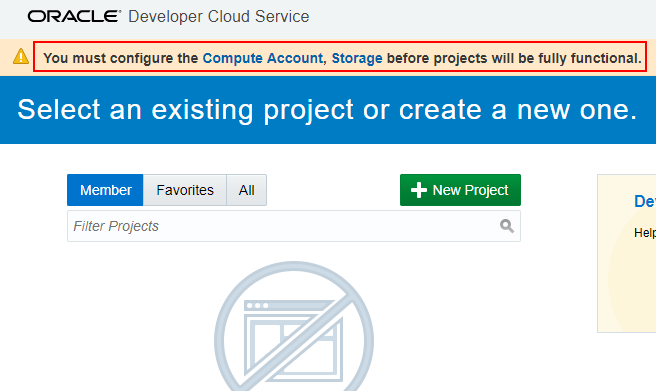 ORACLE® Developer Cloud Service
You must configure the Compute Account, Storage before projects will be fully functional.
Select an existing project or create a new one.
Member Favorites All New Project
Filter Projects
De
Help